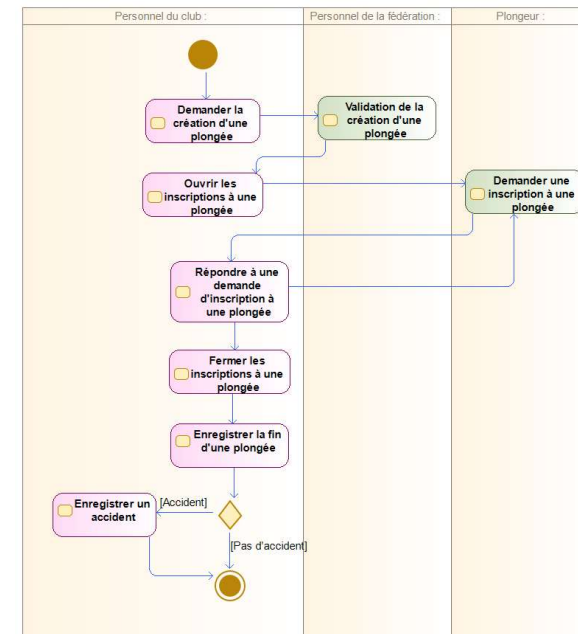 Personnel du club :
Personnel de la fédération :
Plongeur :
Demander la
création d'une
plongée
Validation de la
création d'une
plongée
Ouvrir les
inscriptions à une
plongée
Demander une
inscription à une
plongée
Répondre à une
demande
d'inscription à
une plongée
Fermer les
inscriptions à une
plongée
Enregistrer la fin
d'une plongée
Enregistrer un
accident
[Accident]
[Pas d'accident]